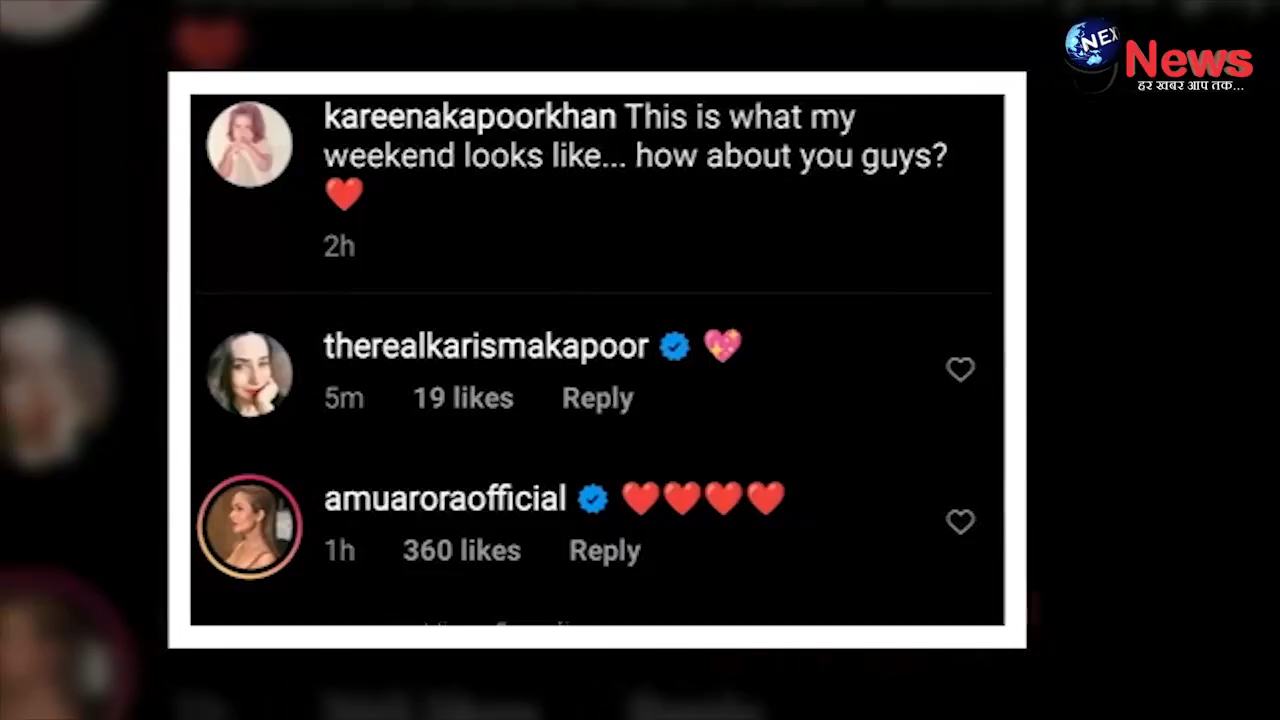 NEX
News
हर खबर आप तक...
kareenakapoorkhan This is what my
weekend looks like... how about you guys?
❤️
2h
therealkarismakapoor 💖
5m 19 likes Reply
amuaroraofficial ❤️❤️❤️❤️
1h 360 likes Reply